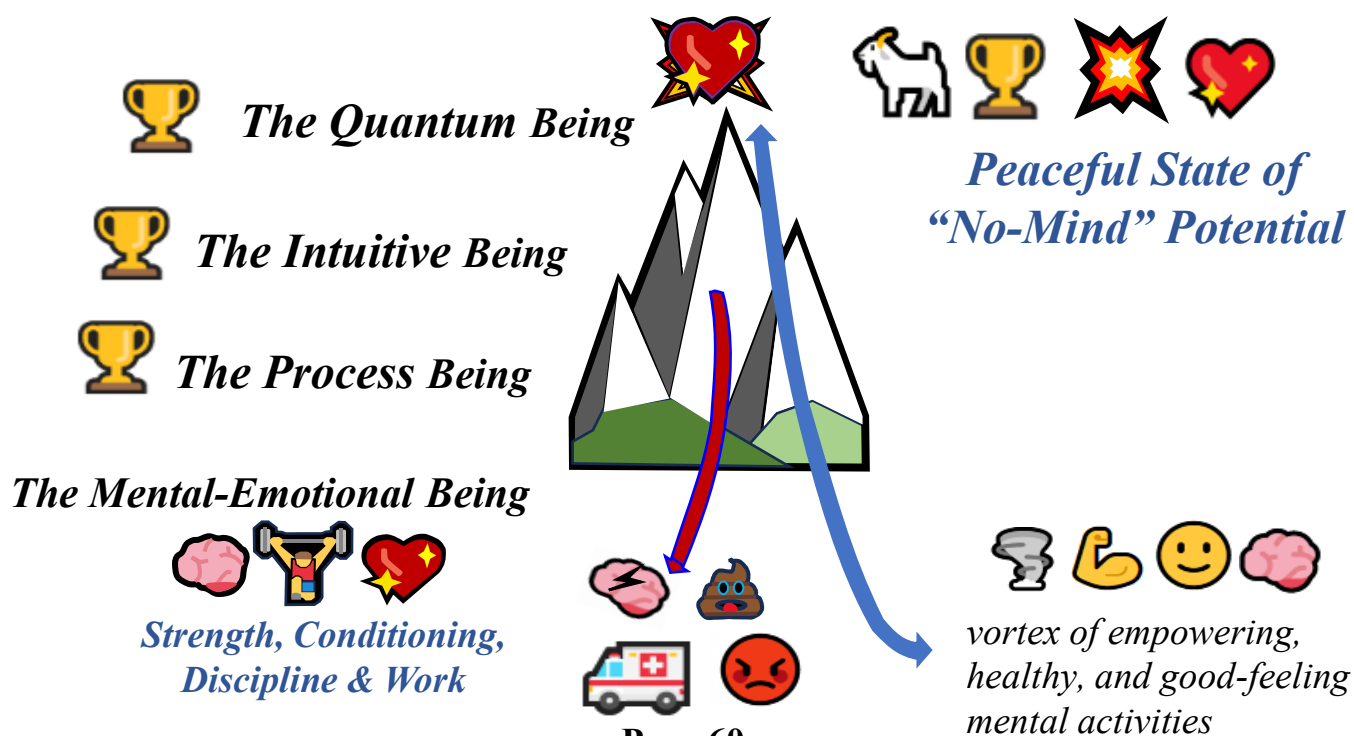 The Quantum Being
The Intuitive Being
The Process Being
The Mental-Emotional Being
Strength, Conditioning,
Discipline & Work
Peaceful State of
“No-Mind” Potential
vortex of empowering,
healthy, and good-feeling
mental activities